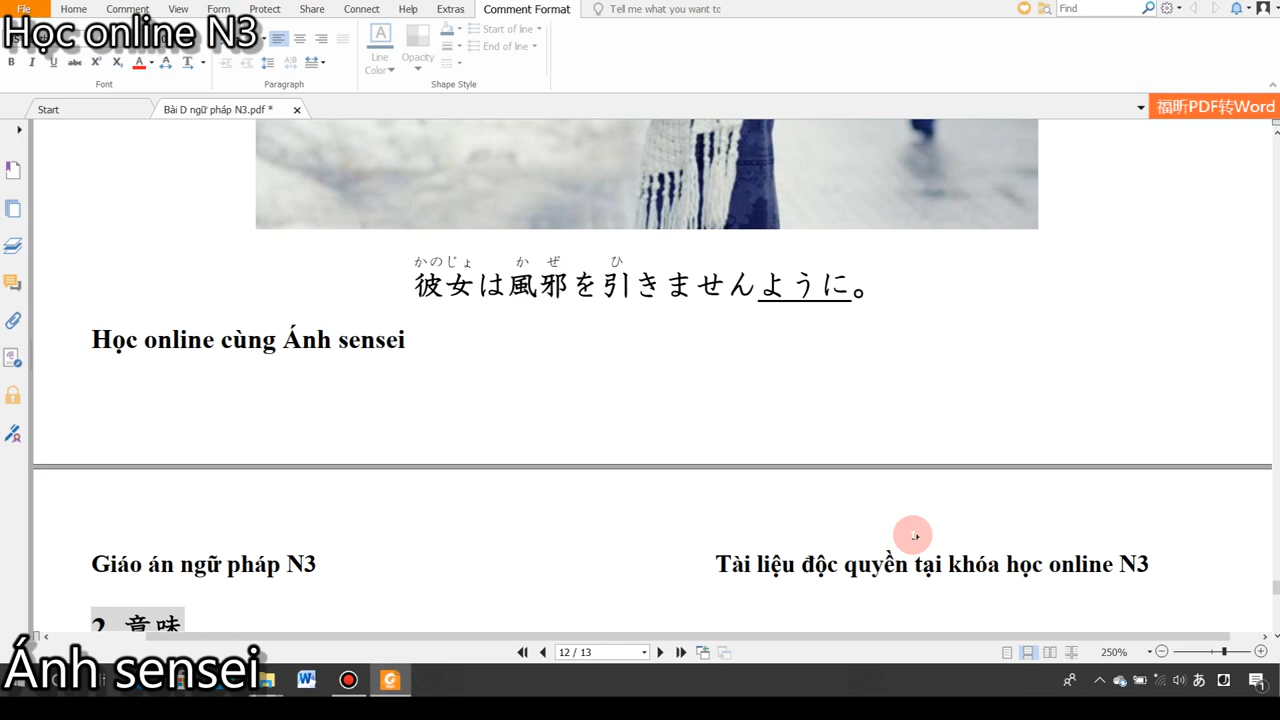 File Home Comment View Form Protect Share Connect Help Extras Comment Format Tell me what you want to Find
Học online N3
Line Color Opacity Start of line End of line
Font Paragraph Shape Style
Start Bài D ngữ pháp N3.pdf * 福昕PDF转Word
かのじょ か ぜ ひ
彼女は風邪を引きませんように。
Học online cùng Ánh sensei
Giáo án ngữ pháp N3 Tài liệu độc quyền tại khóa học online N3
2. 意味
12 / 13 250%
Ánh sensei